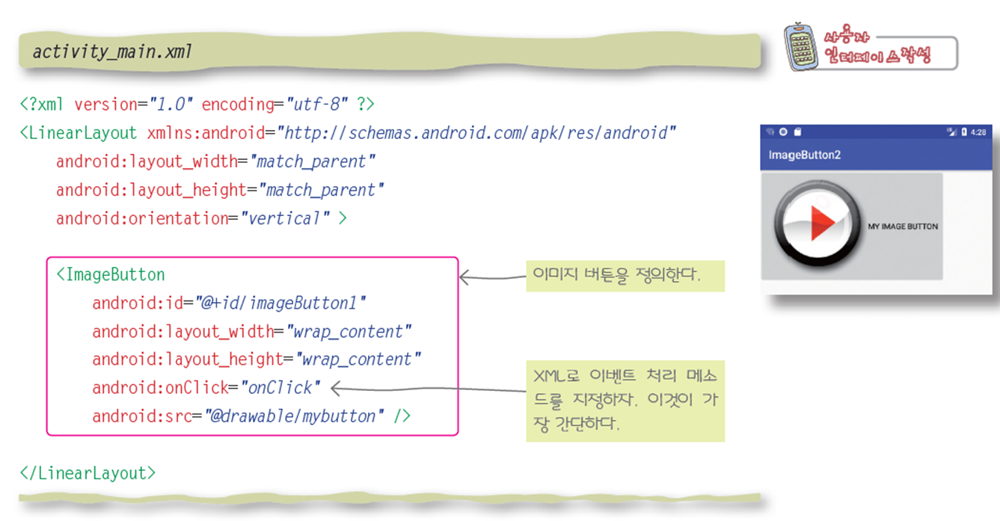 activity_main.xml
사용자
인터페이스작성
<?xml version="1.0" encoding="utf-8" ?>
<LinearLayout xmlns:android="http://schemas.android.com/apk/res/android"
android:layout_width="match_parent"
android:layout_height="match_parent"
android:orientation="vertical" >
4:28
ImageButton2
MY IMAGE BUTTON
<ImageButton
android:id="@+id/imageButton1"
android:layout_width="wrap_content"
android:layout_height="wrap_content"
android:onClick="onClick"
android:src="@drawable/mybutton" />
이미지 버튼을 정의한다.
XML로 이벤트 처리 메소
드를 지정하자. 이것이 가
장 간단하다.
</LinearLayout>